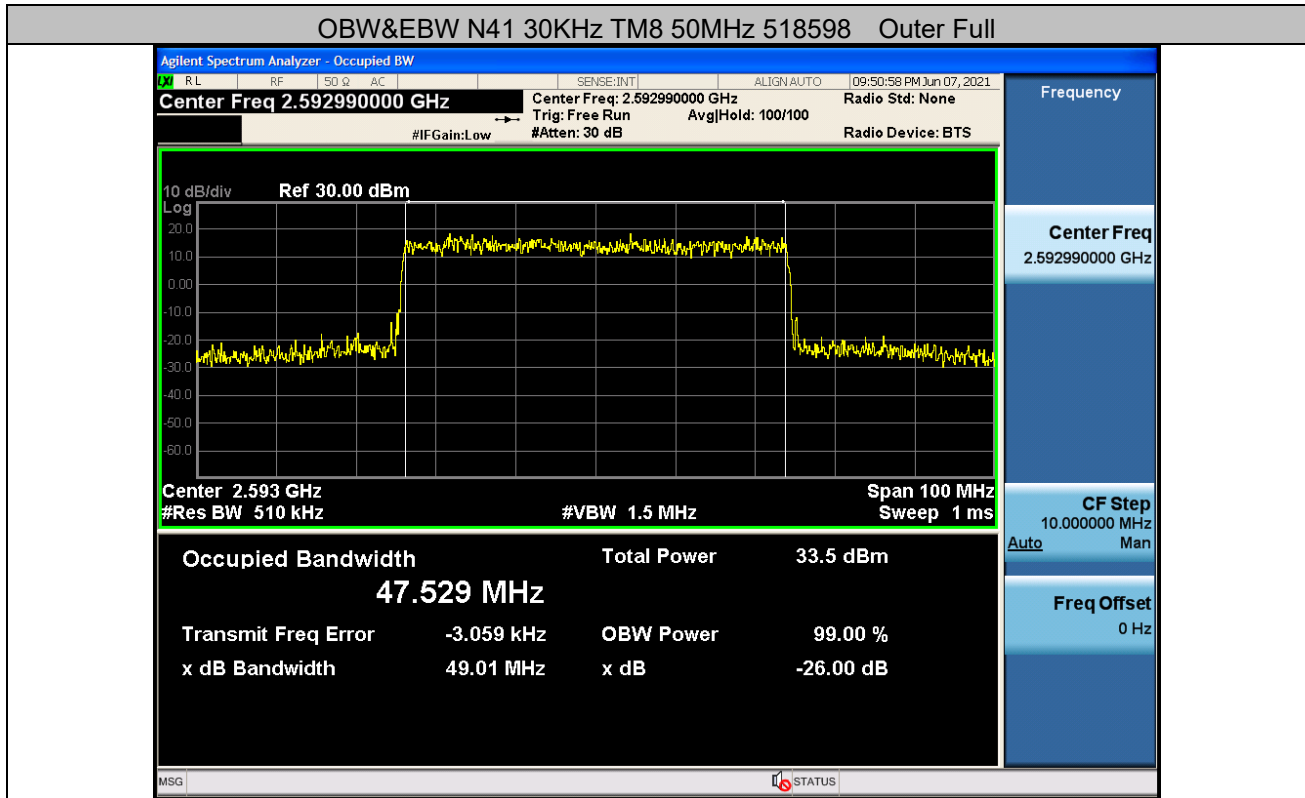 OBW&EBW N41 30KHz TM8 50MHz 518598 Outer Full
Agilent Spectrum Analyzer - Occupied BW
LXI RL RF 50 Ω AC SENSE:INT ALIGN AUTO 09:50:58 PM Jun 07, 2021
Center Freq 2.592990000 GHz
Center Freq: 2.592990000 GHz Radio Std: None
Trig: Free Run Avg|Hold: 100/100
#IFGain:Low #Atten: 30 dB Radio Device: BTS
10 dB/div Ref 30.00 dBm
Log
20.0
10.0
0.00
-10.0
-20.0
-30.0
-40.0
-50.0
-60.0
Center 2.593 GHz Span 100 MHz
#Res BW 510 kHz #VBW 1.5 MHz Sweep 1 ms
Occupied Bandwidth Total Power 33.5 dBm
47.529 MHz
Transmit Freq Error -3.059 kHz OBW Power 99.00 %
x dB Bandwidth 49.01 MHz x dB -26.00 dB
MSG STATUS
Frequency
Center Freq
2.592990000 GHz
CF Step
10.000000 MHz
Auto Man
Freq Offset
0 Hz